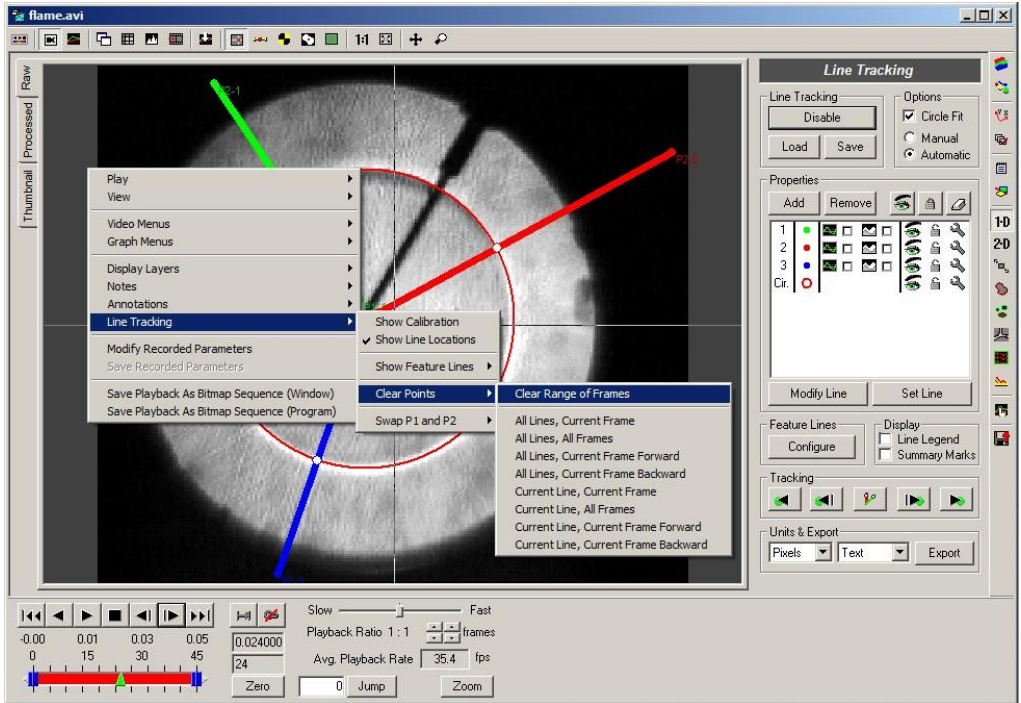 flame.avi
1:1
Raw
Processed
Thumbnail
P2-1
P2-2
Play
View
Video Menus
Graph Menus
Display Layers
Notes
Annotations
Line Tracking
Modify Recorded Parameters
Save Recorded Parameters
Save Playback As Bitmap Sequence (Window)
Save Playback As Bitmap Sequence (Program)
Show Calibration
Show Line Locations
Show Feature Lines
Clear Points
Swap P1 and P2
Clear Range of Frames
All Lines, Current Frame
All Lines, All Frames
All Lines, Current Frame Forward
All Lines, Current Frame Backward
Current Line, Current Frame
Current Line, All Frames
Current Line, Current Frame Forward
Current Line, Current Frame Backward
Line Tracking
Line Tracking
Disable
Load Save
Options
Circle Fit
Manual
Automatic
Properties
Add Remove
1
2
3
Cir.
Modify Line Set Line
Feature Lines
Configure
Display
Line Legend
Summary Marks
Tracking
Units & Export
Pixels Text Export
1-D
2-D
-0.00 0.01 0.03 0.05
0 15 30 45
0.024000
24
Zero
Slow Fast
Playback Ratio 1 : 1 frames
Avg. Playback Rate 35.4 fps
0 Jump Zoom